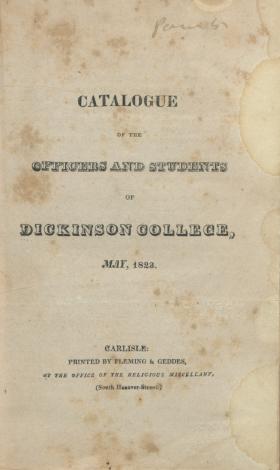 CATALOGUE
OF THE
OFFICERS AND STUDENTS
OF
DICKINSON COLLEGE,
MAY, 1823.
CARLISLE:
PRINTED BY FLEMING & GEDDES,
AT THE OFFICE OF THE RELIGIOUS MISCELLANY,
(South Hanover-Street)